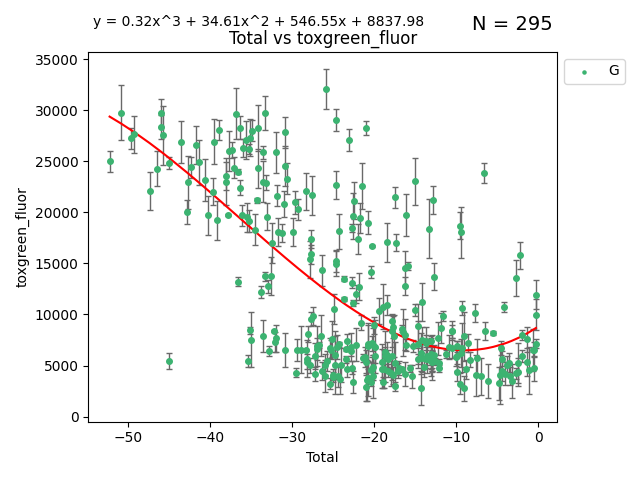 y = 0.32x^3 + 34.61x^2 + 546.55x + 8837.98
N = 295
Total vs toxgreen_fluor
G
35000
30000
25000
20000
15000
10000
5000
0
toxgreen_fluor
−50 −40 −30 −20 −10 0
Total